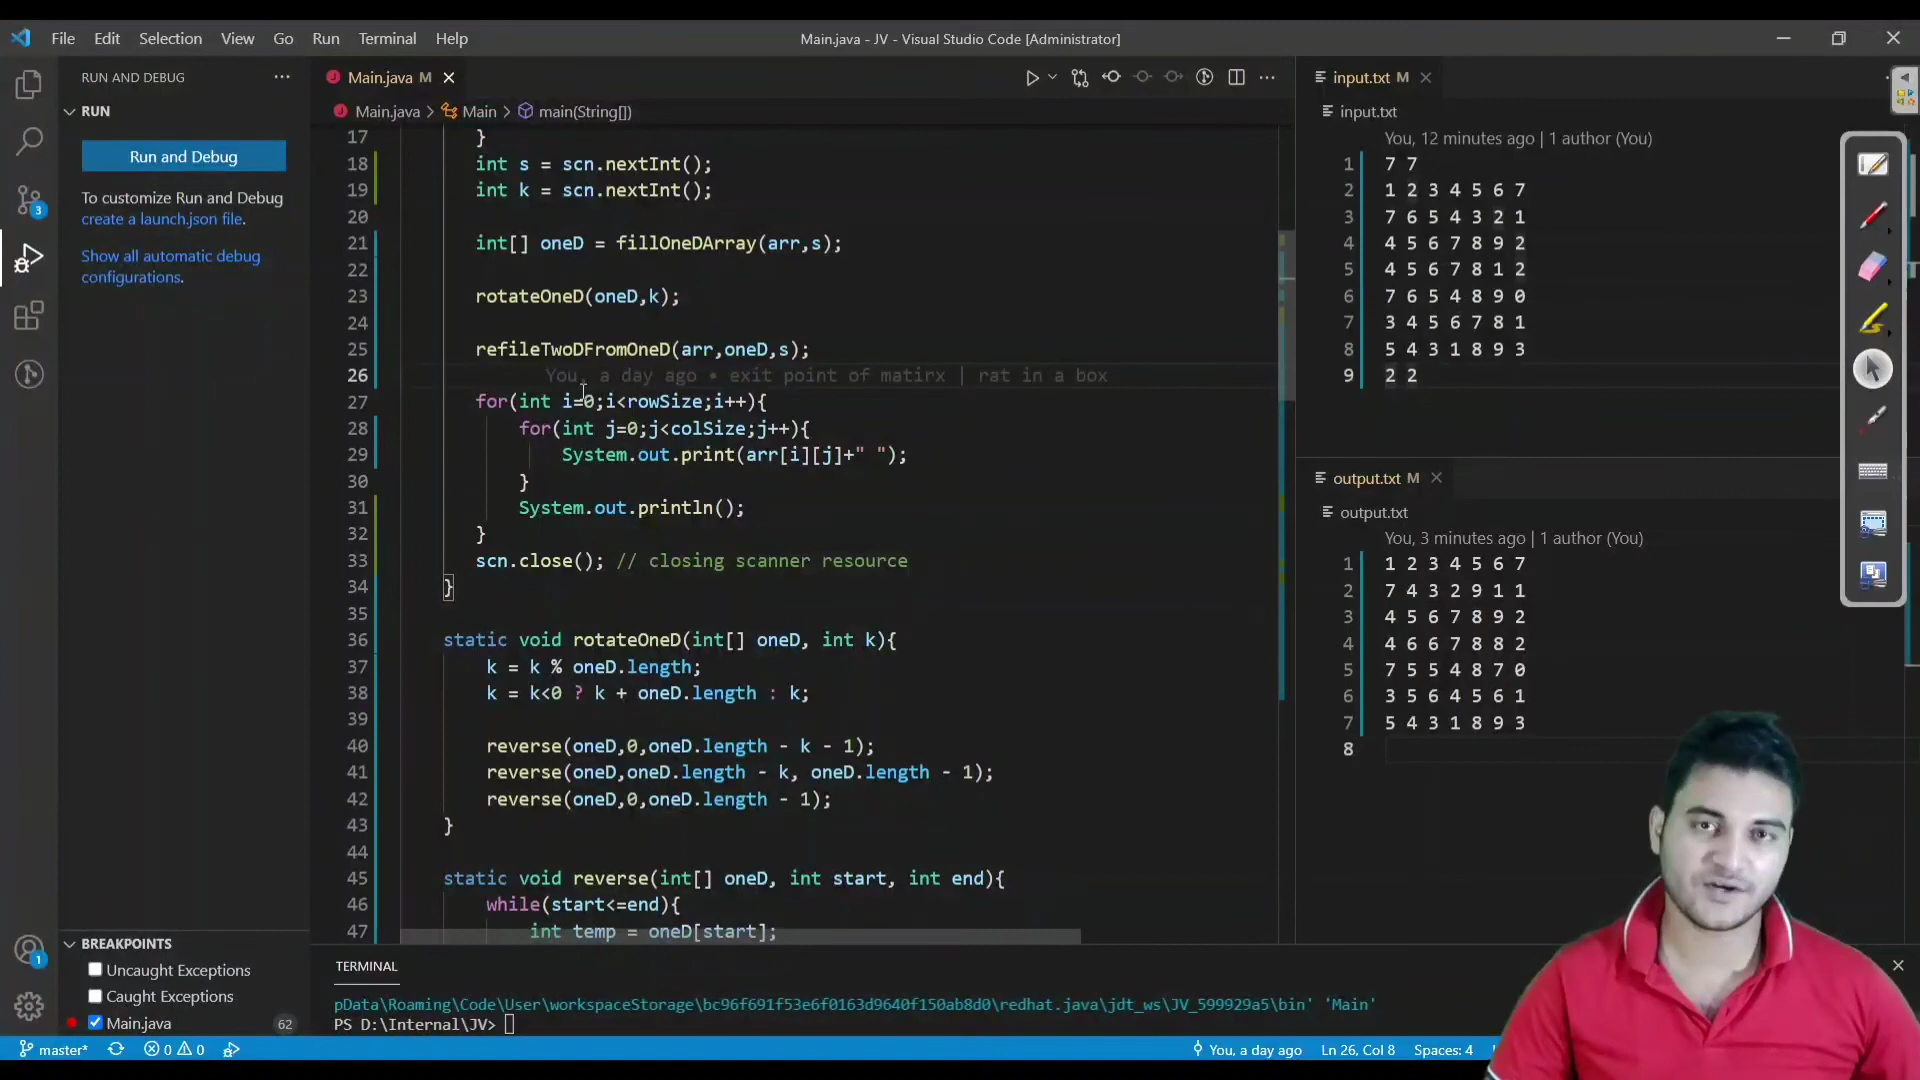 File Edit Selection View Go Run Terminal Help
Main.java - JV - Visual Studio Code [Administrator]
RUN AND DEBUG
RUN
Run and Debug
To customize Run and Debug
create a launch.json file.
Show all automatic debug
configurations.
3
1
BREAKPOINTS
Uncaught Exceptions
Caught Exceptions
Main.java 62
Main.java M
Main.java > Main > main(String[])
17 }
18 int s = scn.nextInt();
19 int k = scn.nextInt();
20
21 int[] oneD = fillOneDArray(arr,s);
22
23 rotateOneD(oneD,k);
24
25 refileTwoDFromOneD(arr,oneD,s);
26 You, a day ago • exit point of matirx | rat in a box
27 for(int i=0;i<rowSize;i++){
28 for(int j=0;j<colSize;j++){
29 System.out.print(arr[i][j]+" ");
30 }
31 System.out.println();
32 }
33 scn.close(); // closing scanner resource
34 }
35
36 static void rotateOneD(int[] oneD, int k){
37 k = k % oneD.length;
38 k = k<0 ? k + oneD.length : k;
39
40 reverse(oneD,0,oneD.length - k - 1);
41 reverse(oneD,oneD.length - k, oneD.length - 1);
42 reverse(oneD,0,oneD.length - 1);
43 }
44
45 static void reverse(int[] oneD, int start, int end){
46 while(start<=end){
47 int temp = oneD[start];
input.txt M
input.txt
You, 12 minutes ago | 1 author (You)
1 7 7
2 1 2 3 4 5 6 7
3 7 6 5 4 3 2 1
4 4 5 6 7 8 9 2
5 4 5 6 7 8 1 2
6 7 6 5 4 8 9 0
7 3 4 5 6 7 8 1
8 5 4 3 1 8 9 3
9 2 2
output.txt M
output.txt
You, 3 minutes ago | 1 author (You)
1 1 2 3 4 5 6 7
2 7 4 3 2 9 1 1
3 4 5 6 7 8 9 2
4 4 6 6 7 8 8 2
5 7 5 5 4 8 7 0
6 3 5 6 4 5 6 1
7 5 4 3 1 8 9 3
8
TERMINAL
pData\Roaming\Code\User\workspaceStorage\bc96f691f53e6f0163d9640f150ab8d0\redhat.java\jdt_ws\JV_599929a5\bin' 'Main'
PS D:\Internal\JV>
master* 0 0
You, a day ago Ln 26, Col 8 Spaces: 4